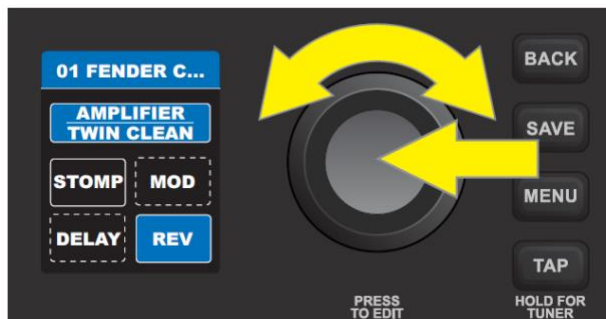 01 FENDER C...
AMPLIFIER
TWIN CLEAN
STOMP MOD
DELAY REV
BACK
SAVE
MENU
TAP
PRESS
TO EDIT
HOLD FOR
TUNER